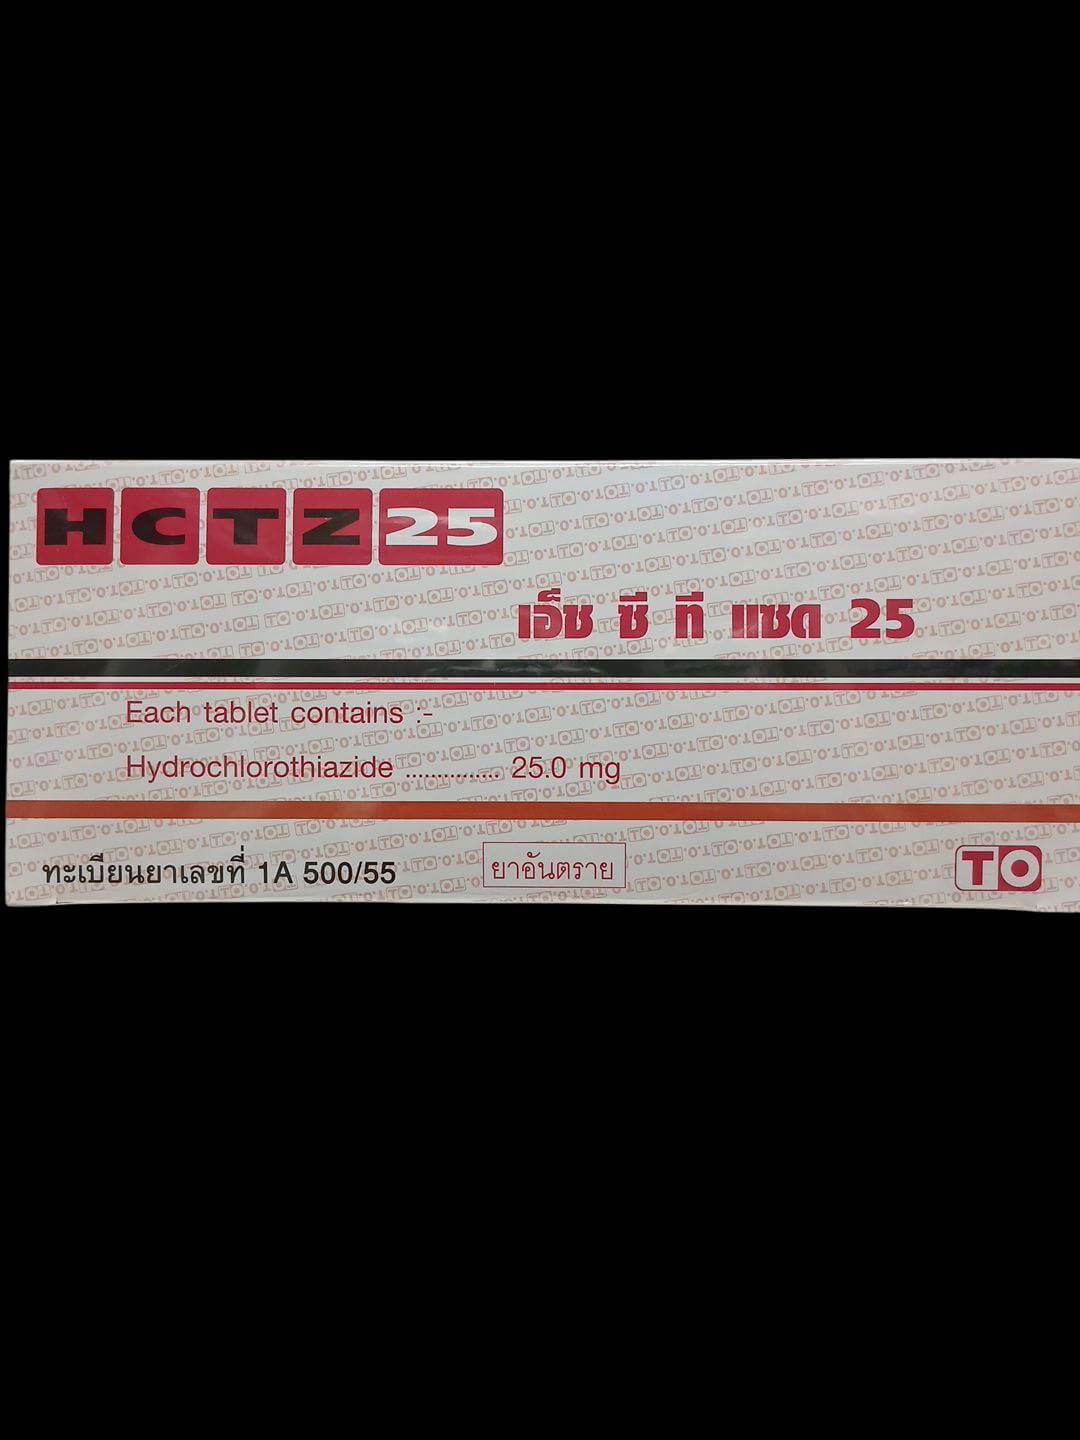 HCTZ25
เอ็ช ซี ที แซด 25
Each tablet contains :-
Hydrochlorothiazide ............... 25.0 mg
ทะเบียนยาเลขที่ 1A 500/55
ยาอันตราย
TO